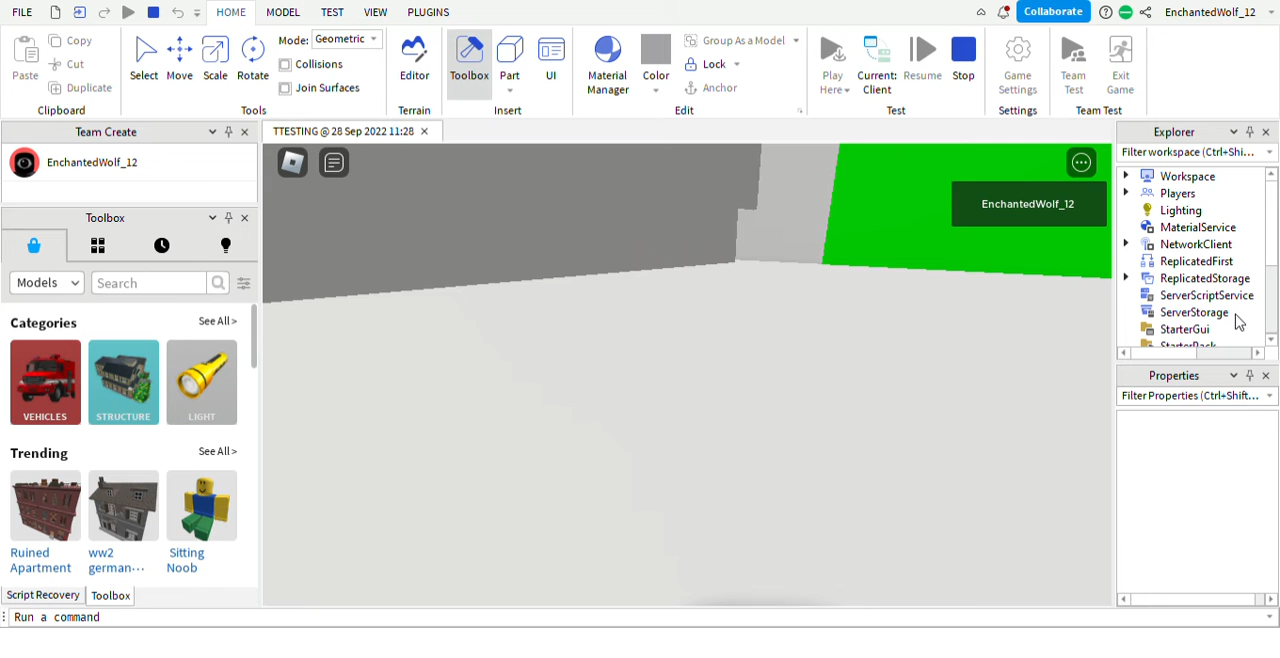 FILE HOME MODEL TEST VIEW PLUGINS Collaborate EnchantedWolf_12
Paste Copy Cut Duplicate Clipboard
Select Move Scale Rotate Mode: Geometric Collisions Join Surfaces Tools
Editor Terrain
Toolbox Part UI Insert
Material Manager Color Group As a Model Lock Anchor Edit
Play Here Current: Client Resume Stop Test
Game Settings Settings
Team Test Exit Game Team Test
Team Create
EnchantedWolf_12
Toolbox
Models Search
Categories See All >
VEHICLES STRUCTURE LIGHT
Trending See All >
Ruined Apartment
ww2 german...
Sitting Noob
Script Recovery Toolbox
Run a command
TTESTING @ 28 Sep 2022 11:28
EnchantedWolf_12
Explorer
Filter workspace (Ctrl+Shi...
Workspace
Players
Lighting
MaterialService
NetworkClient
ReplicatedFirst
ReplicatedStorage
ServerScriptService
ServerStorage
StarterGui
StarterPack
Properties
Filter Properties (Ctrl+Shift...